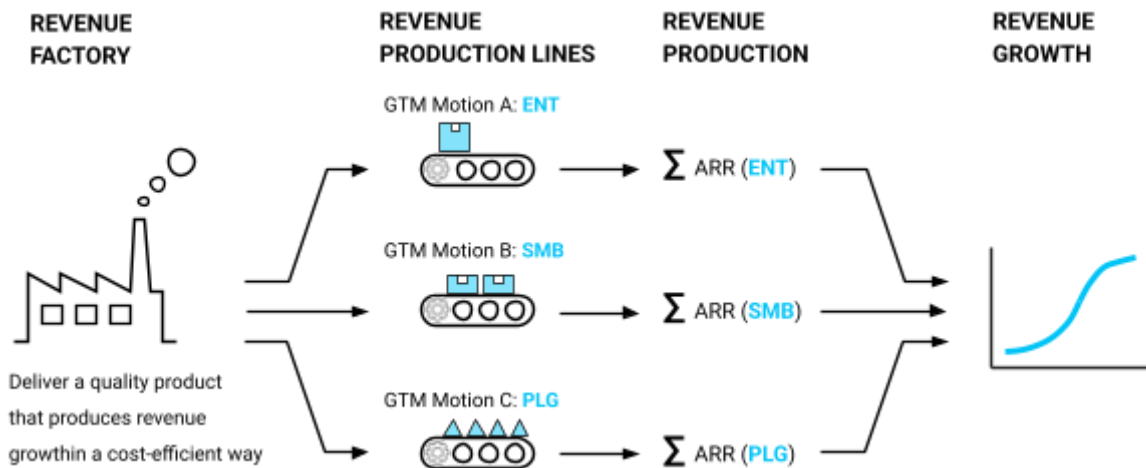 REVENUE
FACTORY
REVENUE
PRODUCTION LINES
REVENUE
PRODUCTION
REVENUE
GROWTH
GTM Motion A: ENT
∑ ARR (ENT)
GTM Motion B: SMB
∑ ARR (SMB)
Deliver a quality product
that produces revenue
growthin a cost-efficient way
GTM Motion C: PLG
∑ ARR (PLG)